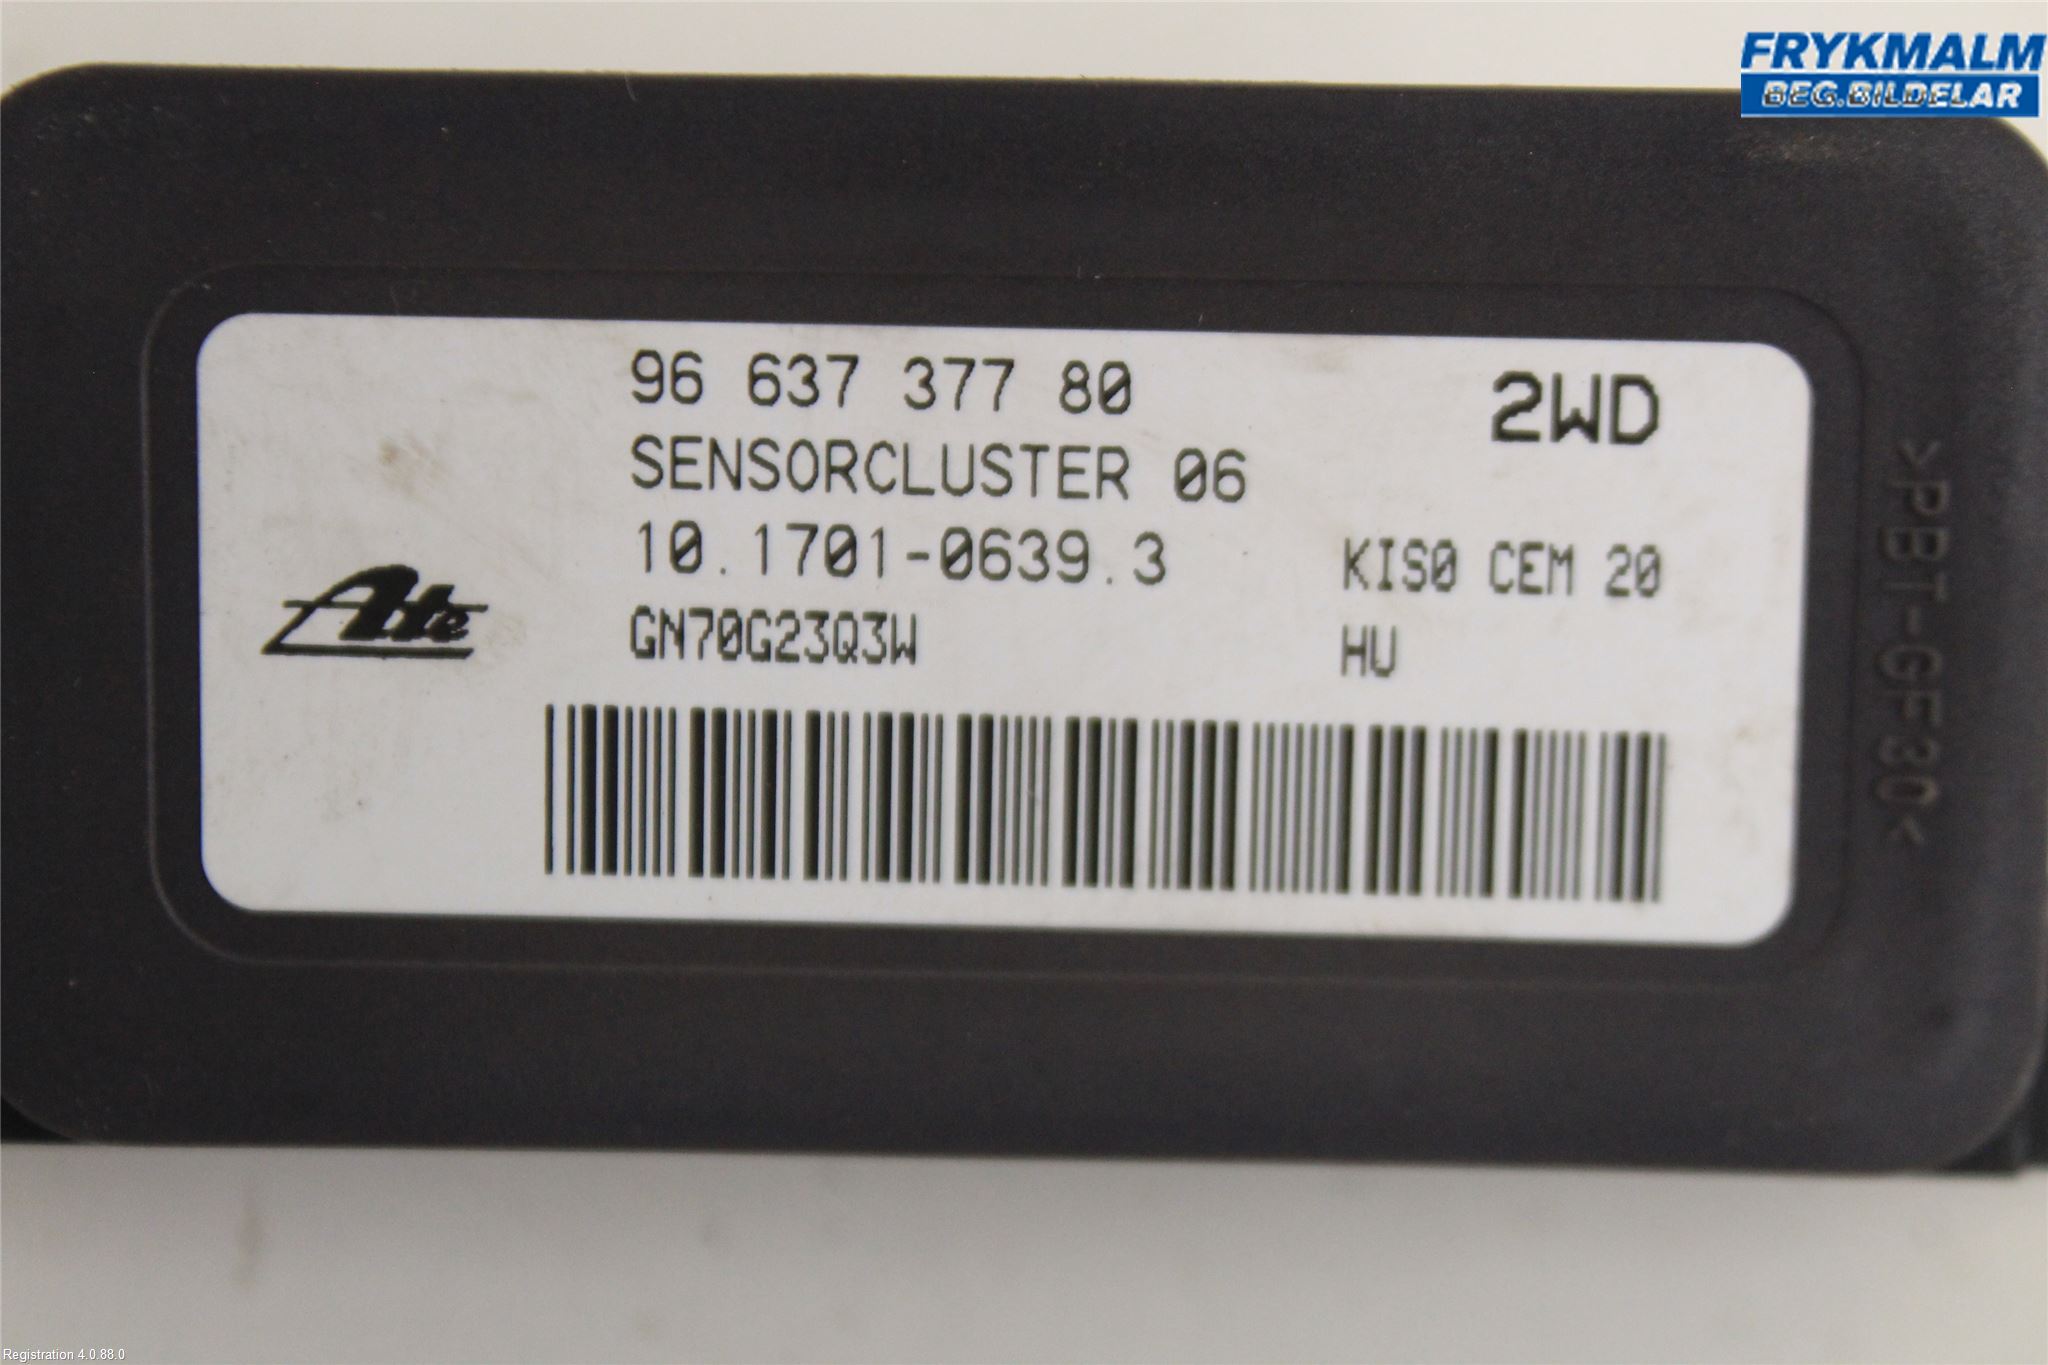 FRYKMALM
BEG.BILDELAR
96 637 377 80
2WD
SENSORCLUSTER 06
10.1701-0639.3
KIS0 CEM 20
Ate
GN70G23Q3W
HU
>PBT-GF30<
Registration 4.0.88.0